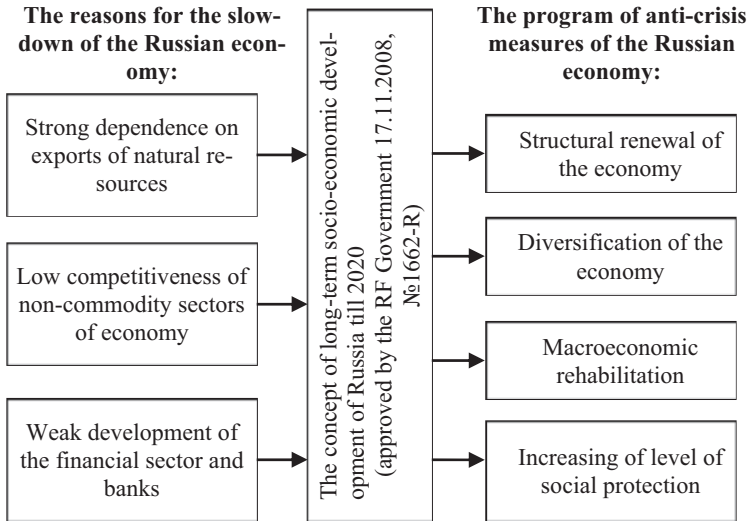 The reasons for the slow-
down of the Russian econ-
omy:
Strong dependence on
exports of natural re-
sources
Low competitiveness of
non-commodity sectors
of economy
Weak development of
the financial sector and
banks
The concept of long-term socio-economic devel-
opment of Russia till 2020
(approved by the RF Government 17.11.2008,
№1662-R)
The program of anti-crisis
measures of the Russian
economy:
Structural renewal of
the economy
Diversification of the
economy
Macroeconomic
rehabilitation
Increasing of level of
social protection